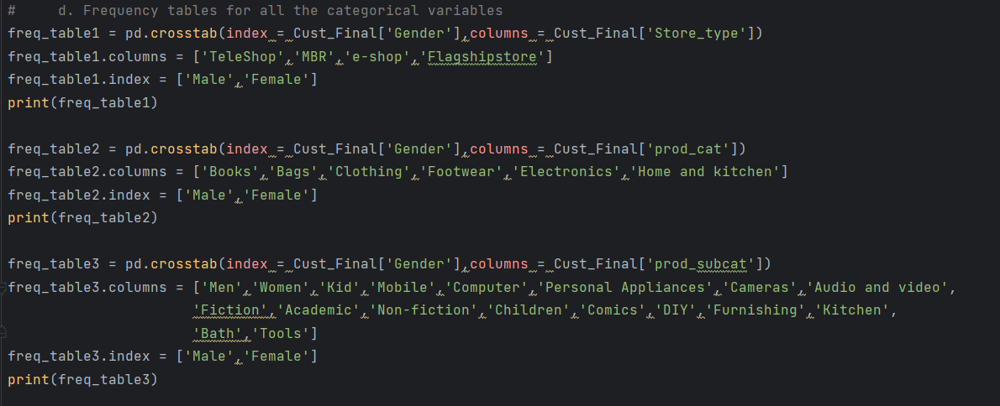 #     d. Frequency tables for all the categorical variables
freq_table1 = pd.crosstab(index = Cust_Final['Gender'],columns = Cust_Final['Store_type'])
freq_table1.columns = ['TeleShop','MBR','e-shop','Flagshipstore']
freq_table1.index = ['Male','Female']
print(freq_table1)

freq_table2 = pd.crosstab(index = Cust_Final['Gender'],columns = Cust_Final['prod_cat'])
freq_table2.columns = ['Books','Bags','Clothing','Footwear','Electronics','Home and kitchen']
freq_table2.index = ['Male','Female']
print(freq_table2)

freq_table3 = pd.crosstab(index = Cust_Final['Gender'],columns = Cust_Final['prod_subcat'])
freq_table3.columns = ['Men','Women','Kid','Mobile','Computer','Personal Appliances','Cameras','Audio and video',
                      'Fiction','Academic','Non-fiction','Children','Comics','DIY','Furnishing','Kitchen',
                      'Bath','Tools']
freq_table3.index = ['Male','Female']
print(freq_table3)